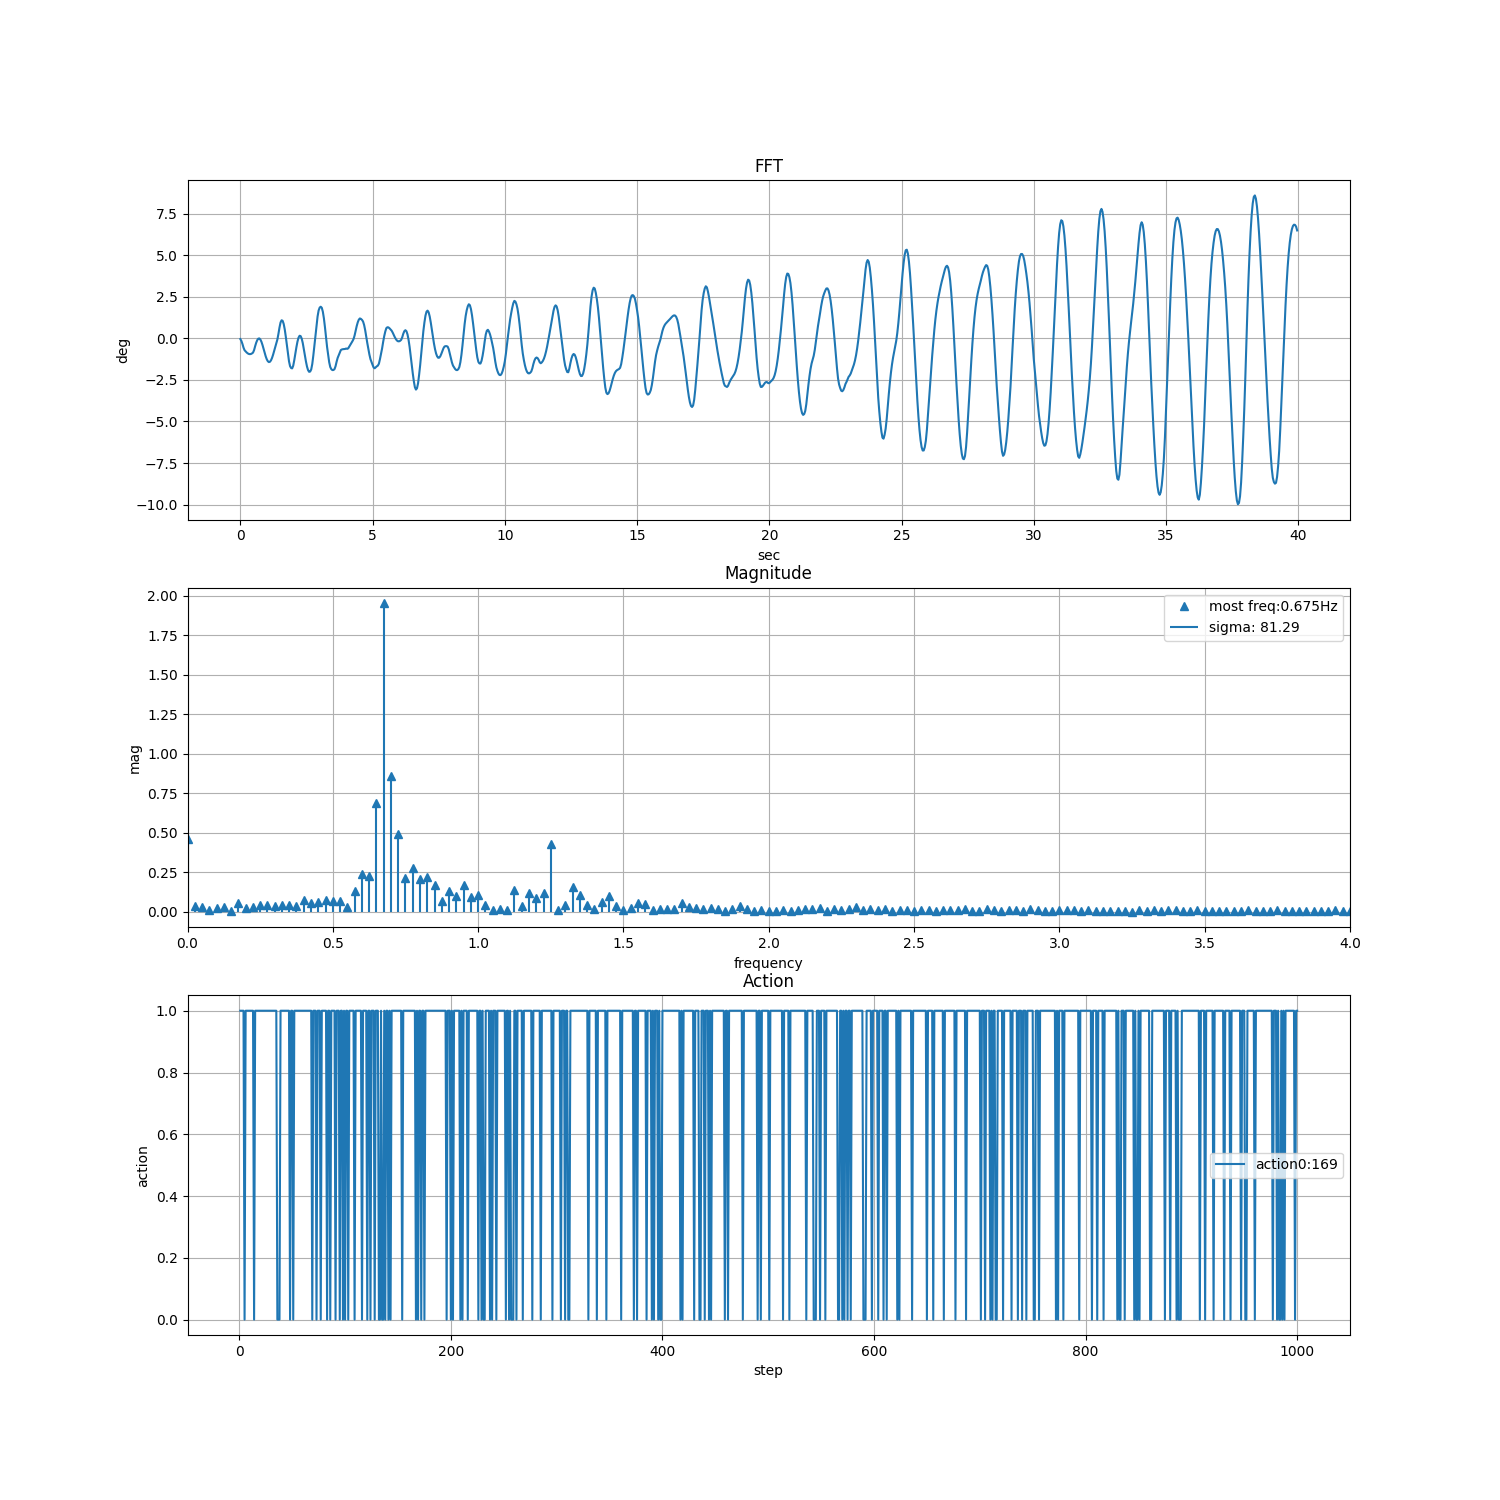 FFT
7.5
5.0
2.5
0.0
−2.5
−5.0
−7.5
−10.0
deg
0 5 10 15 20 25 30 35 40
sec
Magnitude
2.00
1.75
1.50
1.25
1.00
0.75
0.50
0.25
0.00
mag
most freq:0.675Hz
sigma: 81.29
0.0 0.5 1.0 1.5 2.0 2.5 3.0 3.5 4.0
frequency
Action
1.0
0.8
0.6
0.4
0.2
0.0
action
action0:169
0 200 400 600 800 1000
step